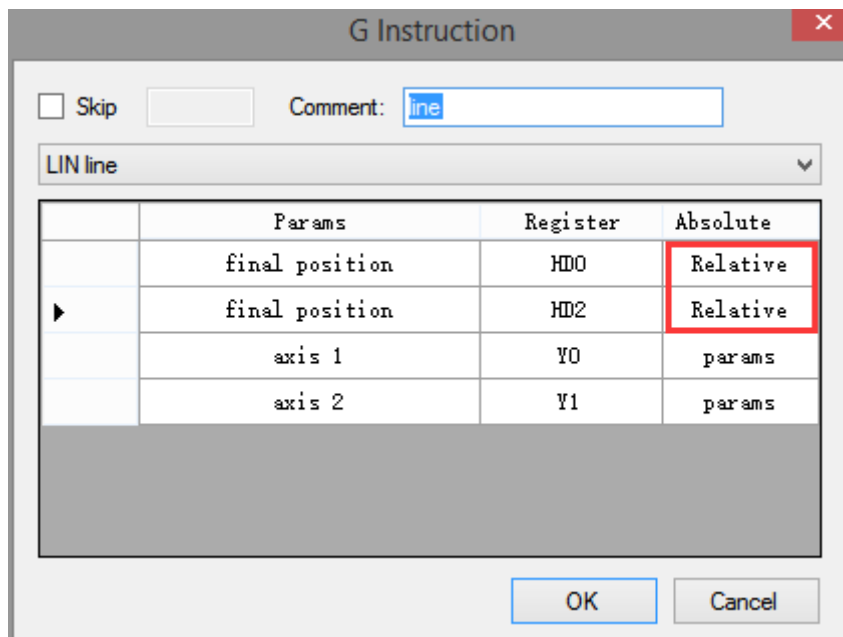 G Instruction
Skip Comment: line
LIN line
Params Register Absolute
final position HD0 Relative
final position HD2 Relative
axis 1 Y0 params
axis 2 Y1 params
OK Cancel